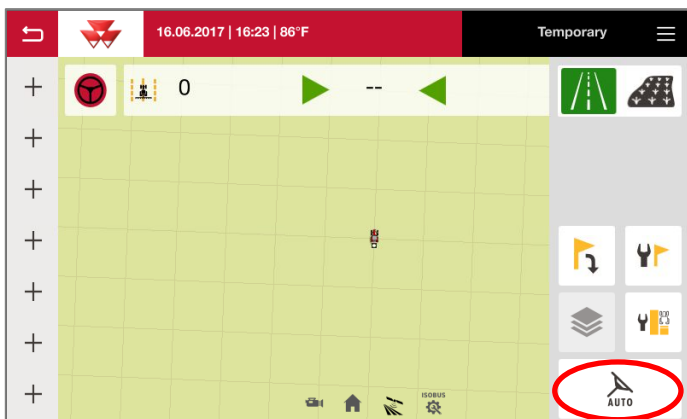 16.06.2017 | 16:23 | 86°F
Temporary
0
--
ISOBUS
AUTO